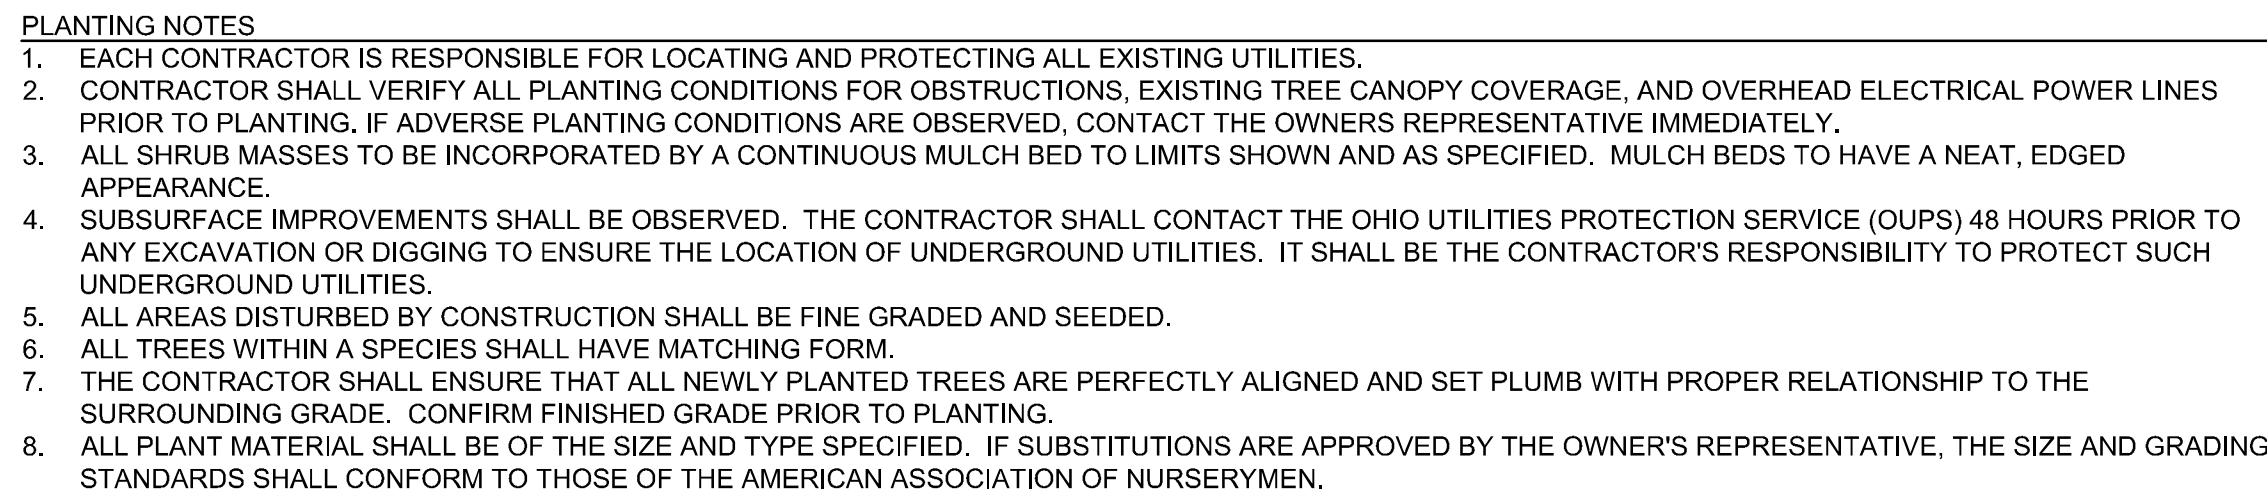 PLANTING NOTES
1. EACH CONTRACTOR IS RESPONSIBLE FOR LOCATING AND PROTECTING ALL EXISTING UTILITIES.
2. CONTRACTOR SHALL VERIFY ALL PLANTING CONDITIONS FOR OBSTRUCTIONS, EXISTING TREE CANOPY COVERAGE, AND OVERHEAD ELECTRICAL POWER LINES
PRIOR TO PLANTING. IF ADVERSE PLANTING CONDITIONS ARE OBSERVED, CONTACT THE OWNERS REPRESENTATIVE IMMEDIATELY.
3. ALL SHRUB MASSES TO BE INCORPORATED BY A CONTINUOUS MULCH BED TO LIMITS SHOWN AND AS SPECIFIED.  MULCH BEDS TO HAVE A NEAT, EDGED
APPEARANCE.
4. SUBSURFACE IMPROVEMENTS SHALL BE OBSERVED.  THE CONTRACTOR SHALL CONTACT THE OHIO UTILITIES PROTECTION SERVICE (OUPS) 48 HOURS PRIOR TO
ANY EXCAVATION OR DIGGING TO ENSURE THE LOCATION OF UNDERGROUND UTILITIES.  IT SHALL BE THE CONTRACTOR'S RESPONSIBILITY TO PROTECT SUCH
UNDERGROUND UTILITIES.
5. ALL AREAS DISTURBED BY CONSTRUCTION SHALL BE FINE GRADED AND SEEDED.
6. ALL TREES WITHIN A SPECIES SHALL HAVE MATCHING FORM.
7. THE CONTRACTOR SHALL ENSURE THAT ALL NEWLY PLANTED TREES ARE PERFECTLY ALIGNED AND SET PLUMB WITH PROPER RELATIONSHIP TO THE
SURROUNDING GRADE.  CONFIRM FINISHED GRADE PRIOR TO PLANTING.
8. ALL PLANT MATERIAL SHALL BE OF THE SIZE AND TYPE SPECIFIED.  IF SUBSTITUTIONS ARE APPROVED BY THE OWNER'S REPRESENTATIVE, THE SIZE AND GRADING
STANDARDS SHALL CONFORM TO THOSE OF THE AMERICAN ASSOCIATION OF NURSERYMEN.